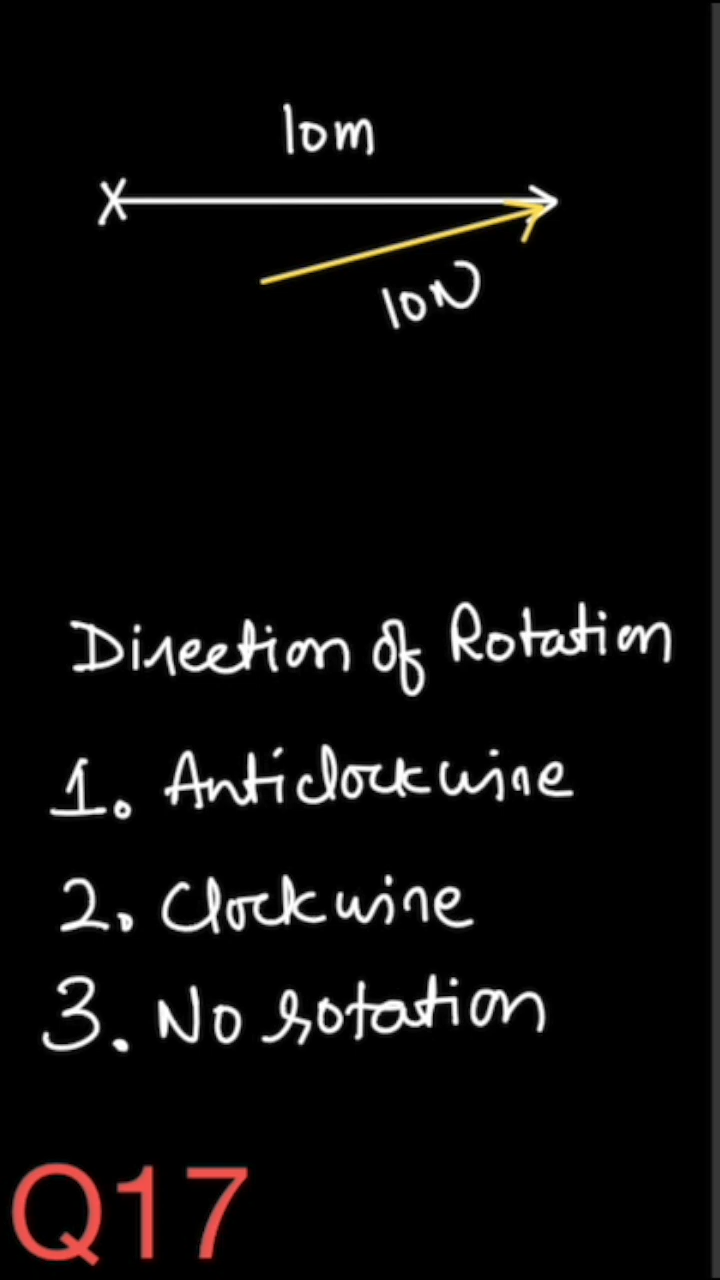 10m
X
10N
Direction of Rotation
1. Anticlockwise
2. Clockwise
3. No rotation
Q17